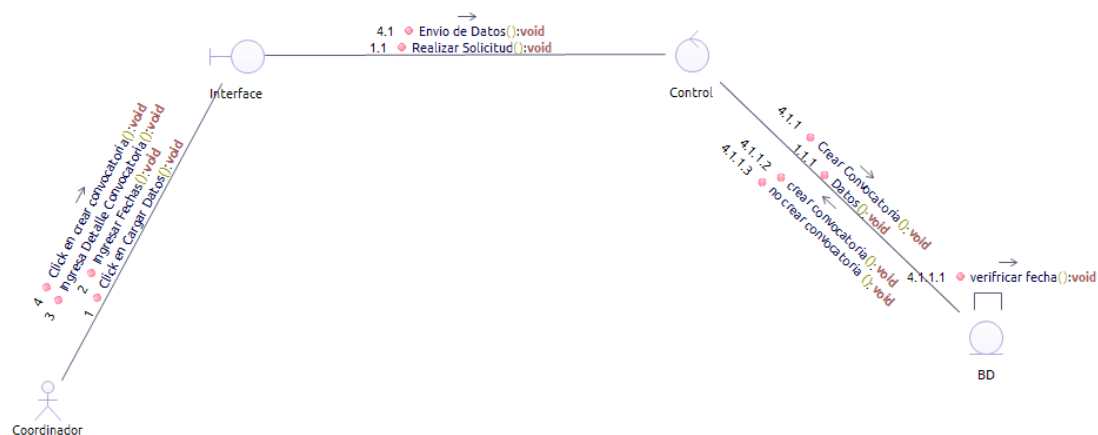 4.1 Envio de Datos():void
1.1 Realizar Solicitud():void
Interface
Control
4 Click en crear convocatoria():void
3 Ingresa Detalle Convocatoria():void
2 Ingresar Fechas():void
1 Click en Cargar Datos():void
4.1.1 Crear Convocatoria():void
1.1.1 Datos():void
4.1.1.2 crear convocatoria():void
4.1.1.3 no crear convocatoria ():void
4.1.1.1 verifricar fecha():void
BD
Coordinador